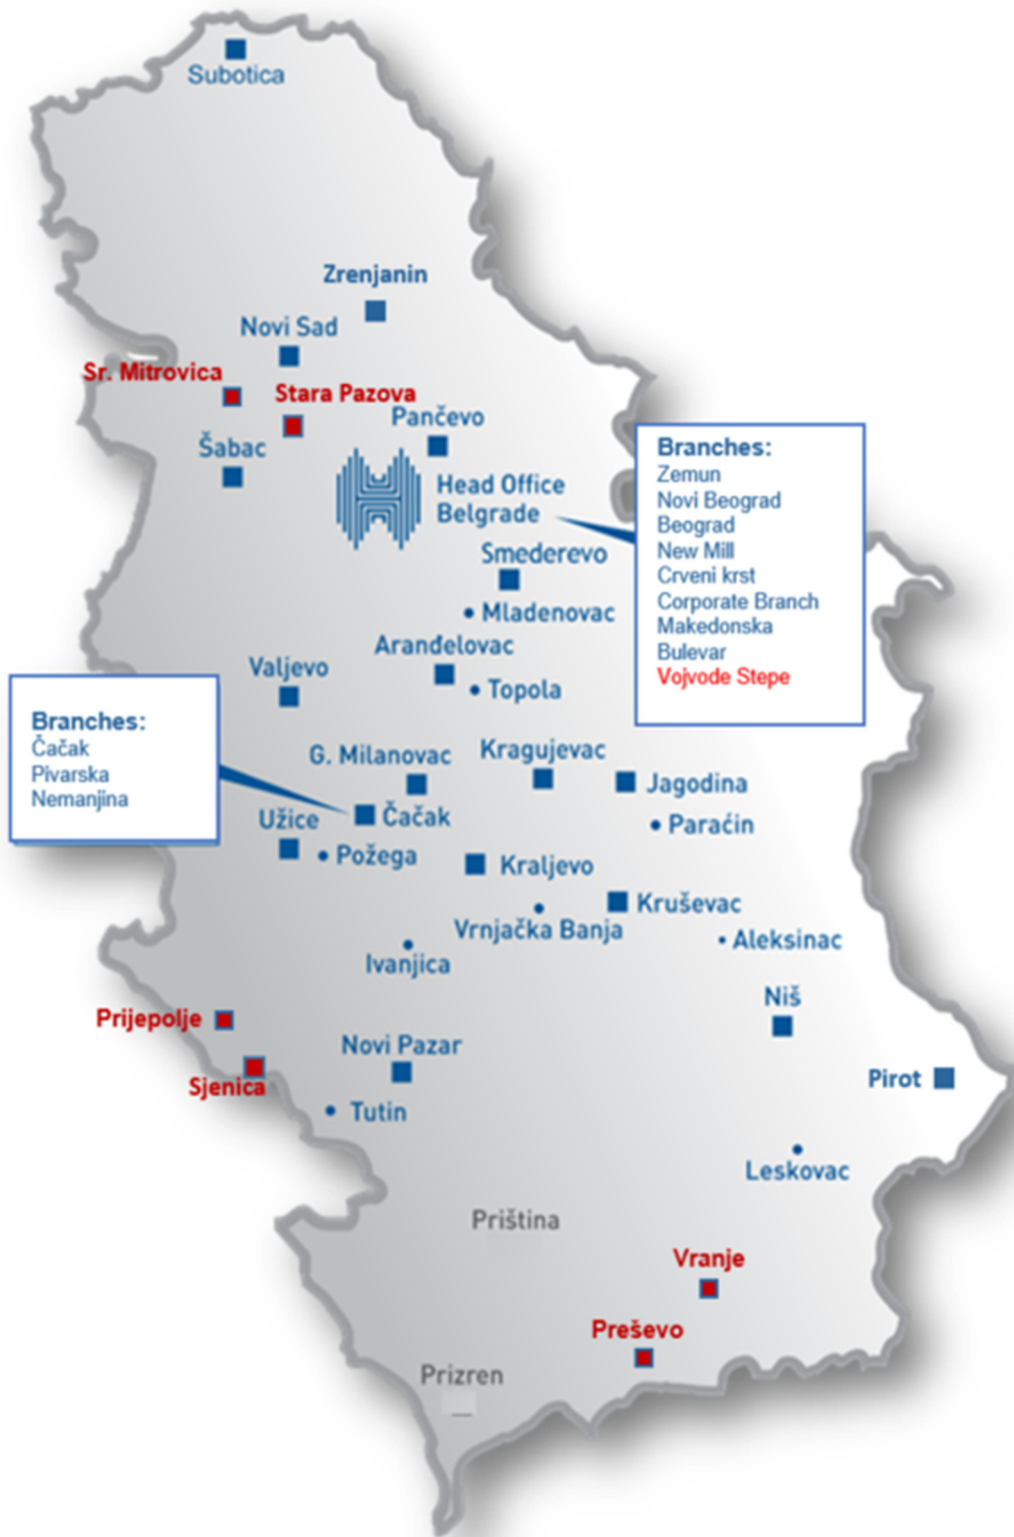 Subotica
Zrenjanin
Novi Sad
Sr. Mitrovica
Stara Pazova
Pančevo
Šabac
Head Office
Belgrade
Branches:
Zemun
Novi Beograd
Beograd
New Mill
Crveni krst
Corporate Branch
Makedonska
Bulevar
Vojvode Stepe
Smederevo
Mladenovac
Aranđelovac
Valjevo
Topola
Branches:
Čačak
Pivarska
Nemanjina
G. Milanovac
Kragujevac
Jagodina
Užice
Čačak
Paraćin
Požega
Kraljevo
Kruševac
Vrnjačka Banja
Aleksinac
Ivanjica
Niš
Prijepolje
Novi Pazar
Pirot
Sjenica
Tutin
Leskovac
Priština
Vranje
Preševo
Prizren